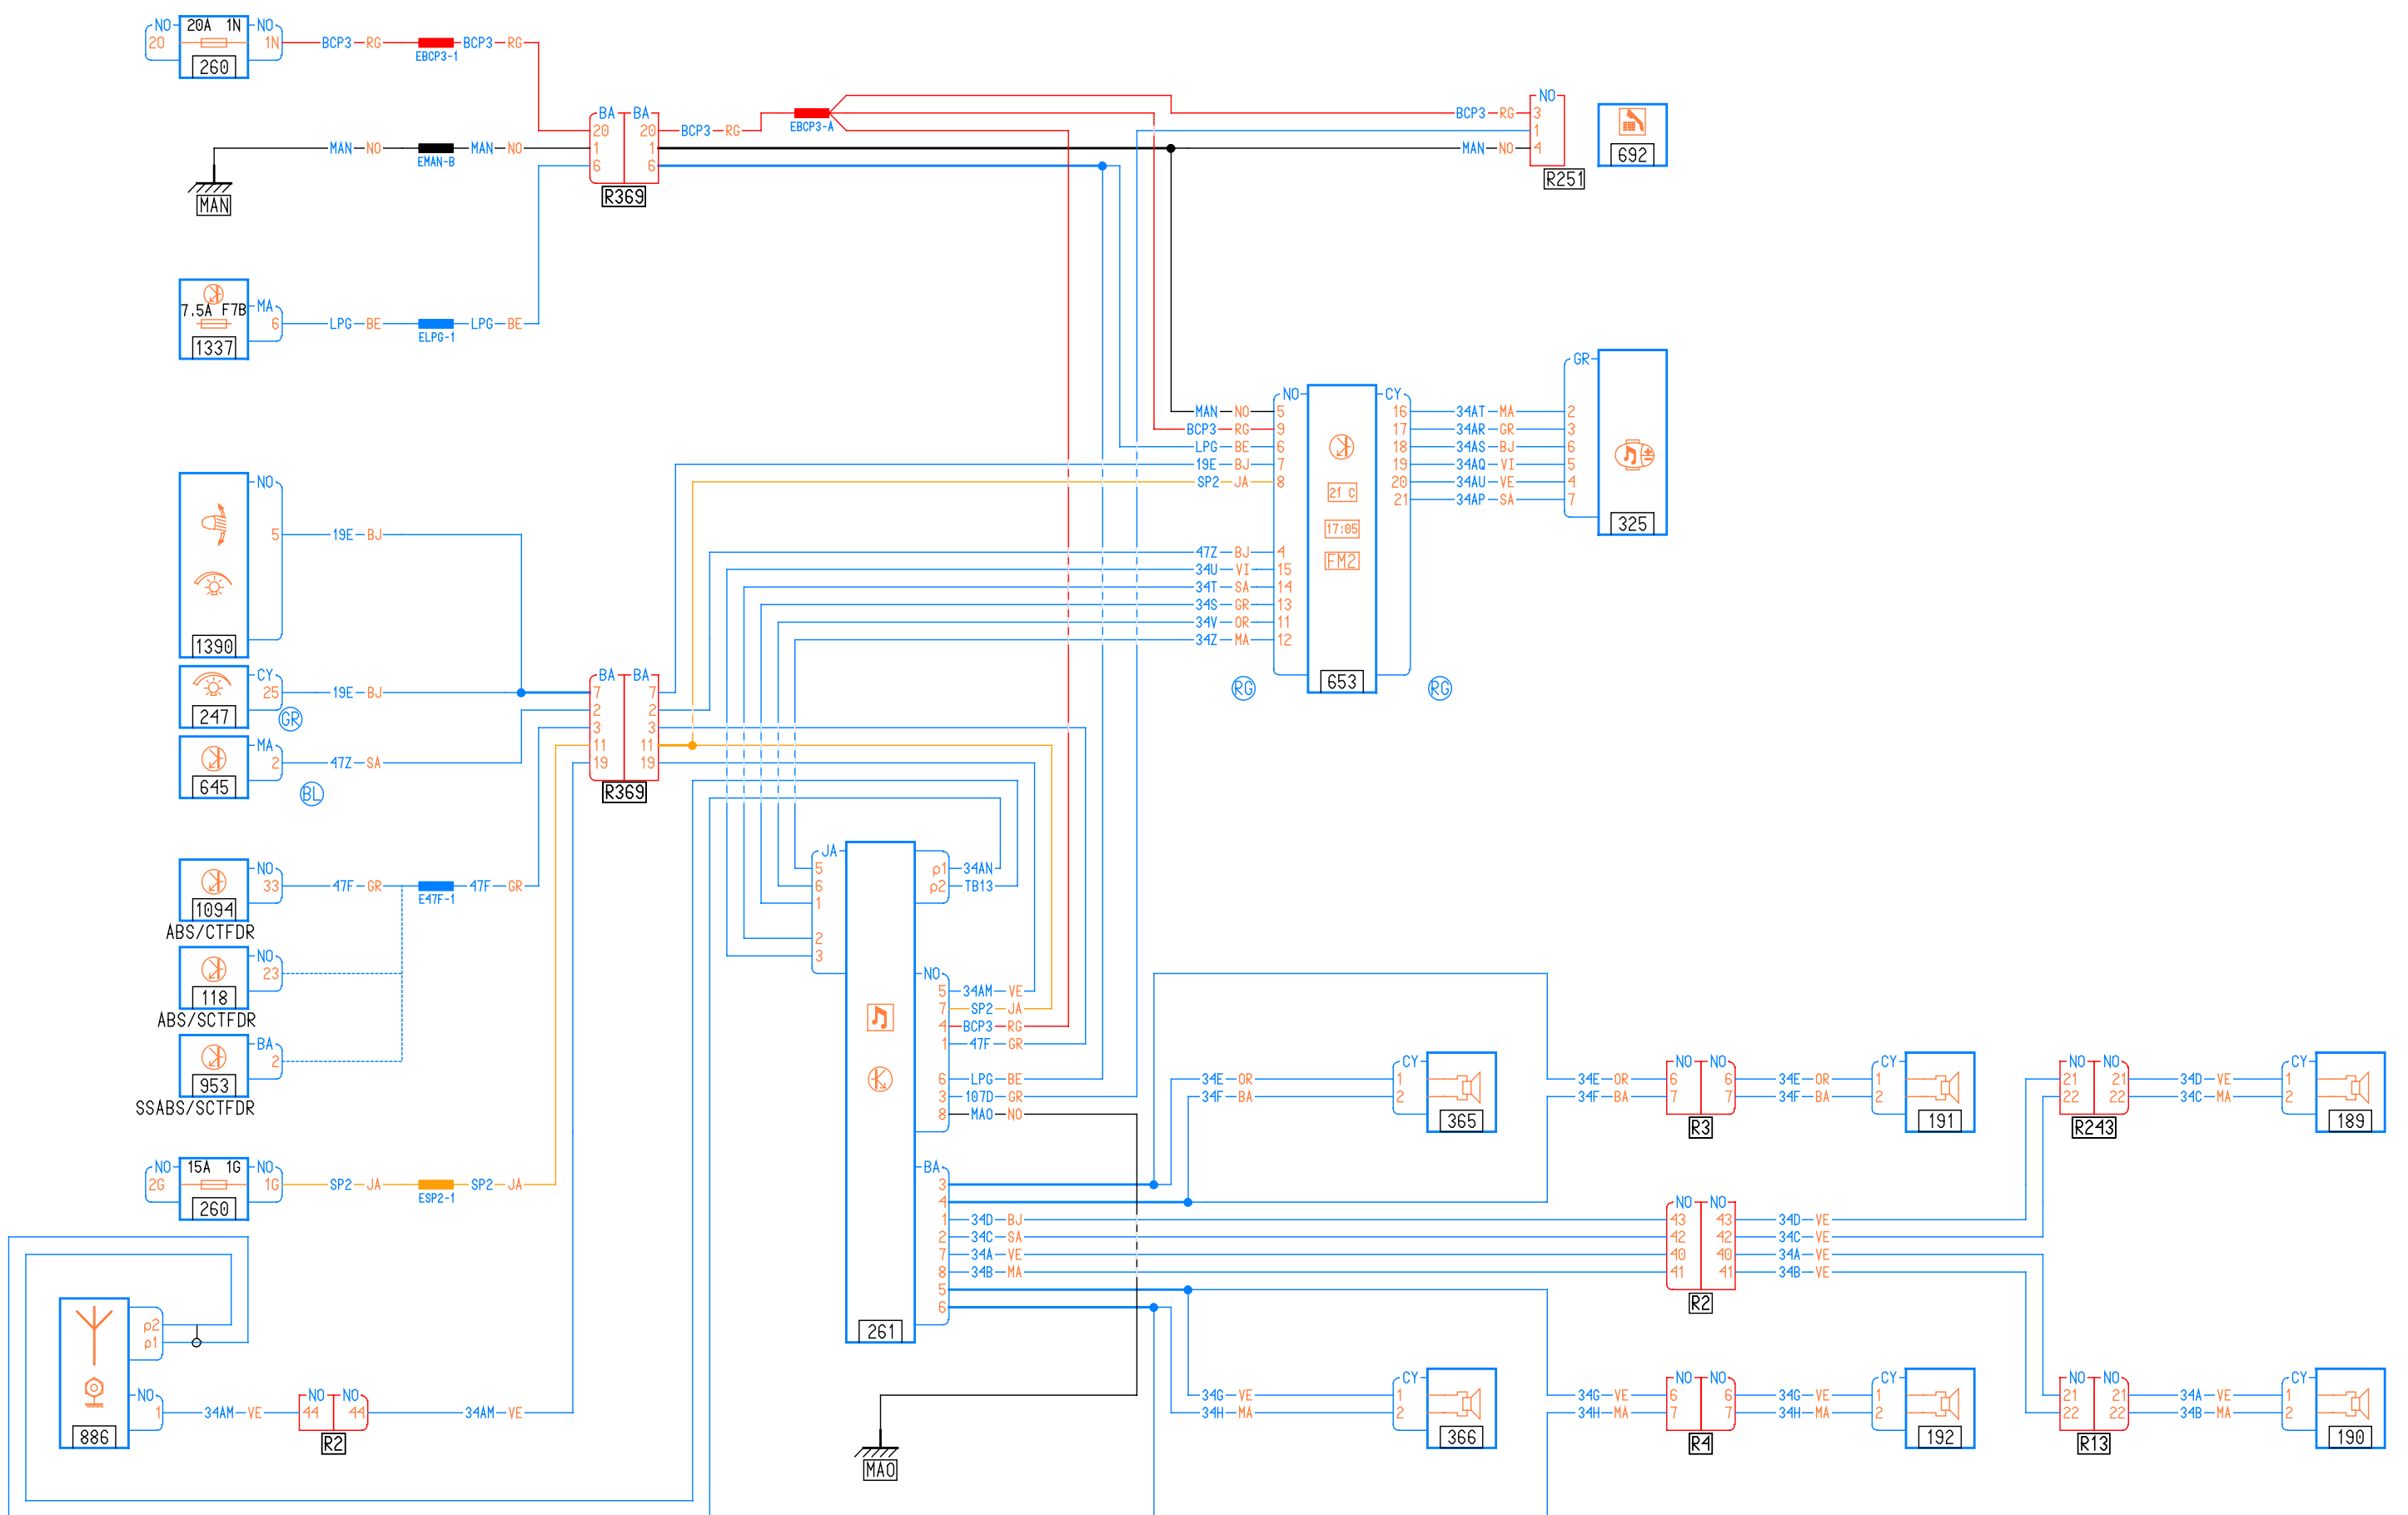 NO 20A 1N NO
20 1N BCP3 RG BCP3 RG
260 EBCP3-1
BA BA NO
20 20 BCP3 RG EBCP3-A BCP3 RG 3
1
MAN NO EMAN-B MAN NO 1 1 MAN NO 4 692
6 6
MAN R369 R251
7.5A F7B MA
6 LPG BE LPG BE
1337 ELPG-1
GR
NO CY
MAN NO 5 16 34AT MA 2
BCP3 RG 9 17 34AR GR 3
LPG BE 6 18 34AS BJ 6
19E BJ 7 19 34AQ VI 5
NO SP2 JA 8 20 34AU VE 4
21 C 21 34AP SA 7
325
17:05
5 19E BJ
47Z BJ 4 FM2
34U VI 15
34T SA 14
34S GR 13
34V OR 11
1390 34Z MA 12
CY BA BA
RG 653 RG
25 19E BJ 7 7
247 GR 2 2
3 3
MA 11 11
2 47Z SA 19 19
645 BL R369
JA
NO 5 p1 34AN
33 47F GR 47F GR 6 p2 TB13
1094 E47F-1 1
ABS/CTFDR
2
NO 3
23 NO
118 5 34AM VE
ABS/SCTFDR 7 SP2 JA
4 BCP3 RG
BA 1 47F GR
2 CY NO NO CY NO NO CY
953 6 LPG BE 34E OR 1 34E OR 6 6 34E OR 1 21 21 34D VE 1
3 107D GR 34F BA 2 34F BA 7 7 34F BA 2 22 22 34C MA 2
SSABS/SCTFDR 8 MAO NO 365 R3 191 R243 189
NO 15A 1G NO BA
2G 1G SP2 JA SP2 JA 3
260 ESP2-1 4 NO NO
1 34D BJ 43 43 34D VE
2 34C SA 42 42 34C VE
7 34A VE 40 40 34A VE
8 34B MA 41 41 34B VE
5
6 R2
p2 261
p1
CY NO NO CY NO NO CY
NO NO NO 34G VE 1 34G VE 6 6 34G VE 1 21 21 34A VE 1
1 34AM VE 44 44 34AM VE 34H MA 2 34H MA 7 7 34H MA 2 22 22 34B MA 2
886 R2 366 R4 192 R13 190
MAO